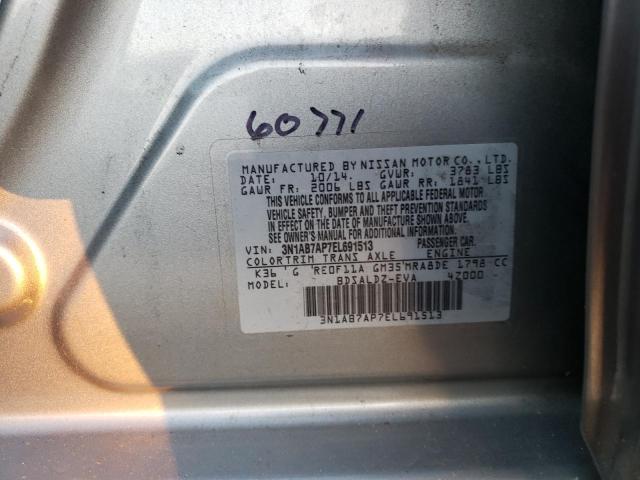 60771
MANUFACTURED BY NISSAN MOTOR CO., LTD.
DATE: 10/14. GVWR: 3783 LBS
GAWR FR: 2006 LBS GAWR RR: 1841 LBS
THIS VEHICLE CONFORMS TO ALL APPLICABLE FEDERAL MOTOR
VEHICLE SAFETY, BUMPER AND THEFT PREVENTION STANDARDS
IN EFFECT ON THE DATE OF MANUFACTURE SHOWN ABOVE.
SEE OWNER'S MANUAL FOR ADDITIONAL INFORMATION.
VIN: 3N1AB7AP7EL691513 PASSENGER CAR.
COLOR TRIM TRANS AXLE ENGINE
K36 ' G 'RE0F11A GM35'MRA8DE 1798 CC
BDSALDZ-EVA 4Z000 -
3N1AB7AP7EL691513